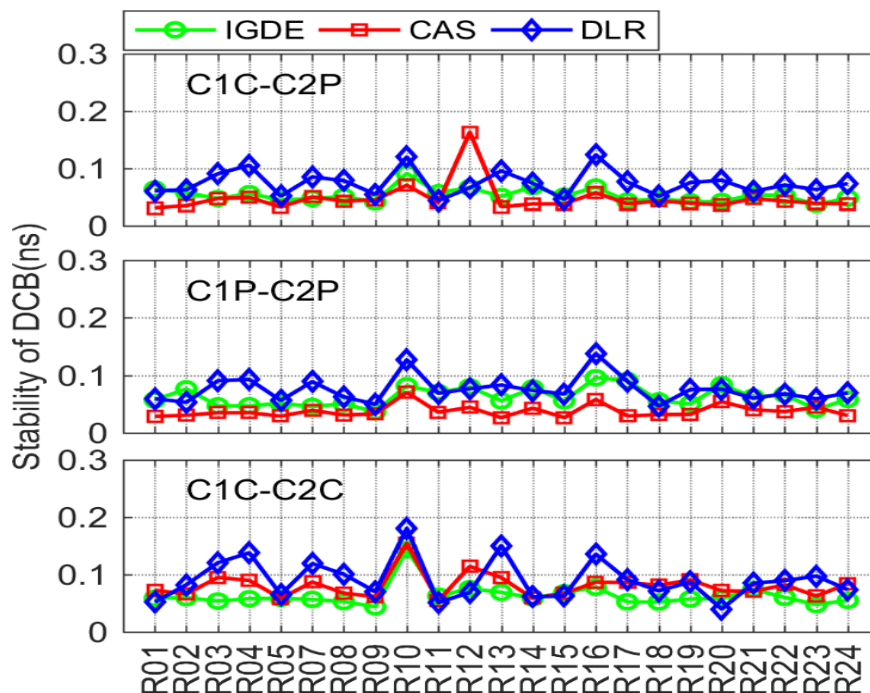 IGDE CAS DLR
0.3
C1C-C2P
0.2
0.1
0
0.3
C1P-C2P
0.2
0.1
0
0.3
C1C-C2C
0.2
0.1
0
Stability of DCB(ns)
R01 R02 R03 R04 R05 R07 R08 R09 R10 R11 R12 R13 R14 R15 R16 R17 R18 R19 R20 R21 R22 R23 R24